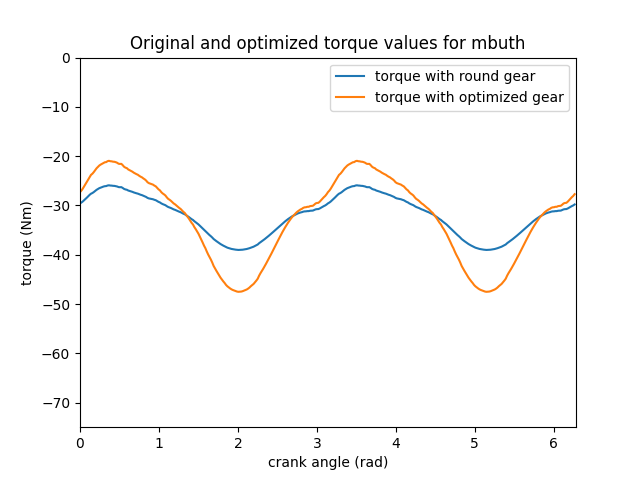 Original and optimized torque values for mbuth
torque with round gear
torque with optimized gear
0
−10
−20
−30
−40
−50
−60
−70
torque (Nm)
0 1 2 3 4 5 6
crank angle (rad)